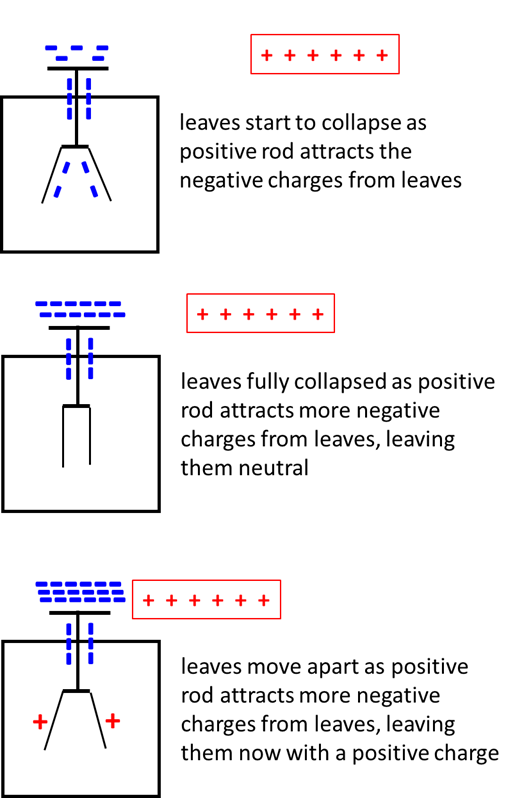 + + + + + +
leaves start to collapse as
positive rod attracts the
negative charges from leaves
+ + + + + +
leaves fully collapsed as positive
rod attracts more negative
charges from leaves, leaving
them neutral
+ + + + + +
leaves move apart as positive
rod attracts more negative
charges from leaves, leaving
them now with a positive charge
+ +